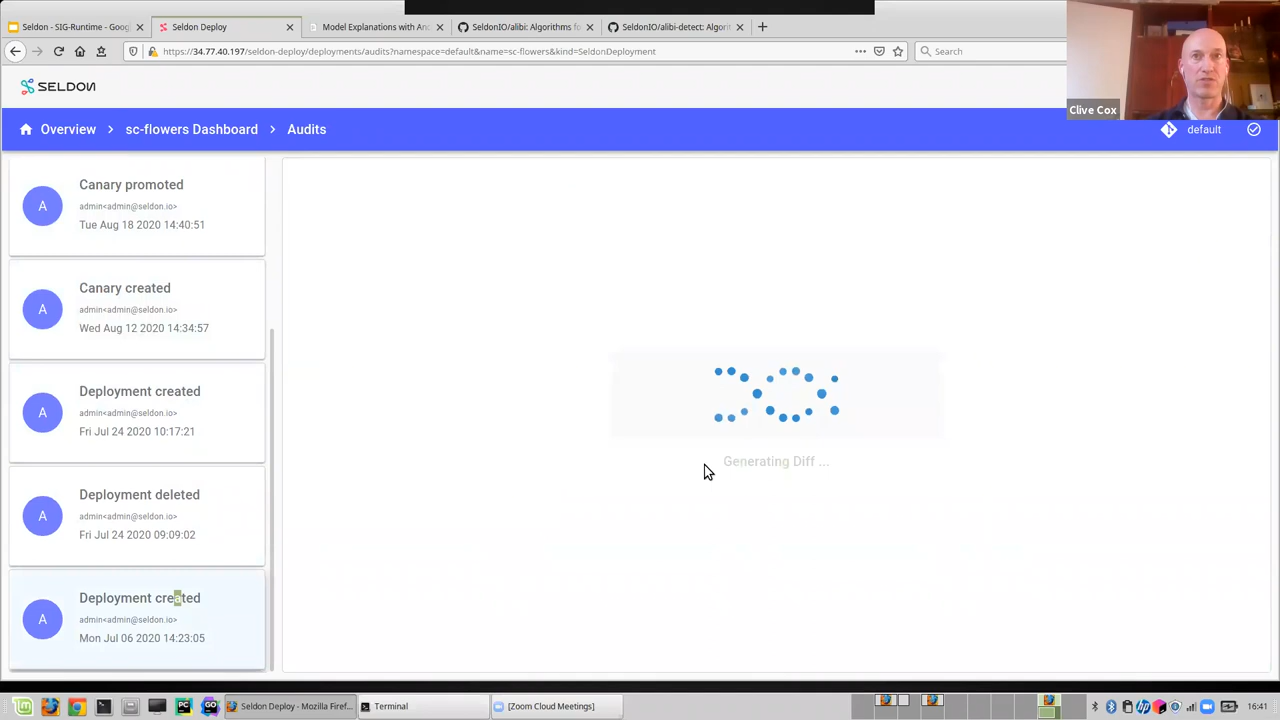 Seldon - SIG-Runtime - Goog
Seldon Deploy
Model Explanations with Anc
SeldonIO/alibi: Algorithms fo
SeldonIO/alibi-detect: Algorit
https://34.77.40.197/seldon-deploy/deployments/audits?namespace=default&name=sc-flowers&kind=SeldonDeployment
Search
Clive Cox
SELDON
Overview > sc-flowers Dashboard > Audits
default
Canary promoted
admin<admin@seldon.io>
Tue Aug 18 2020 14:40:51
A
Canary created
admin<admin@seldon.io>
Wed Aug 12 2020 14:34:57
A
Deployment created
admin<admin@seldon.io>
Fri Jul 24 2020 10:17:21
A
Deployment deleted
admin<admin@seldon.io>
Fri Jul 24 2020 09:09:02
A
Deployment created
admin<admin@seldon.io>
Mon Jul 06 2020 14:23:05
A
Generating Diff ...
Seldon Deploy - Mozilla Firef...
Terminal
[Zoom Cloud Meetings]
16:41